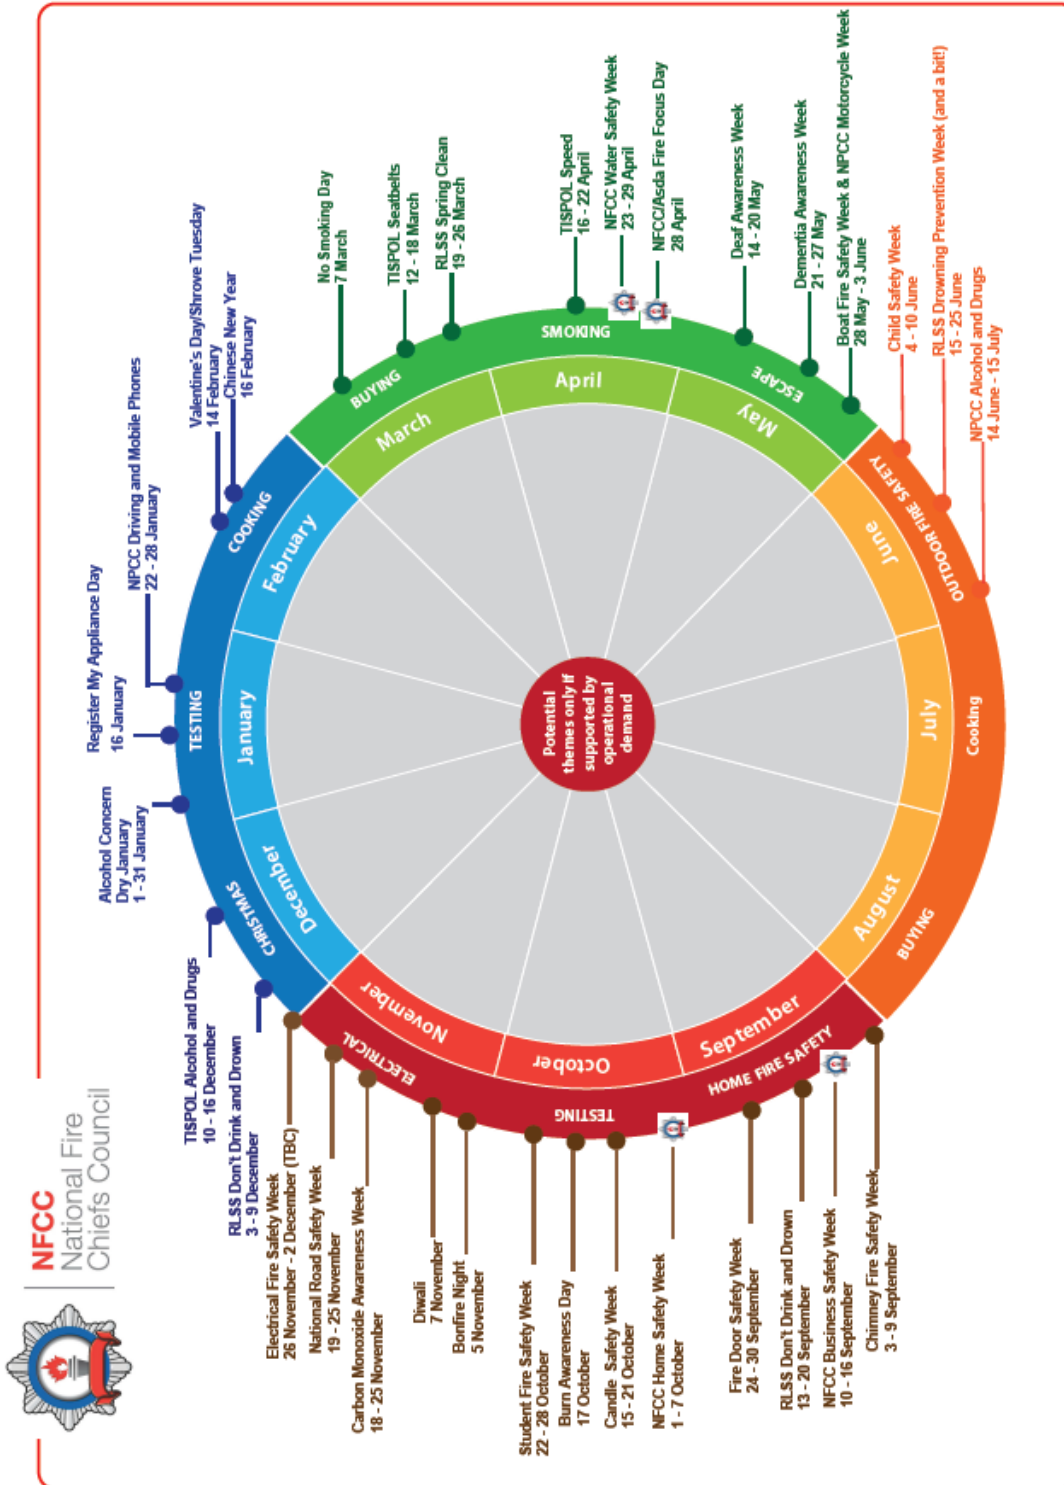 NFCC
National Fire
Chiefs Council
Alcohol Concern
Dry January
1 - 31 January
Register My Appliance Day
16 January
NPCC Driving and Mobile Phones
22 - 28 January
Valentine's Day/Shrove Tuesday
14 February
Chinese New Year
16 February
No Smoking Day
7 March
TISPOL Seatbelts
12 - 18 March
RLSS Spring Clean
19 - 26 March
TISPOL Speed
16 - 22 April
NFCC Water Safety Week
23 - 29 April
NFCC/Asda Fire Focus Day
28 April
Deaf Awareness Week
14 - 20 May
Dementia Awareness Week
21 - 27 May
Boat Fire Safety Week & NPCC Motorcycle Week
28 May - 3 June
Child Safety Week
4 - 10 June
RLSS Drowning Prevention Week (and a bit!)
15 - 25 June
NPCC Alcohol and Drugs
14 June - 15 July
Chimney Fire Safety Week
3 - 9 September
NFCC Business Safety Week
10 - 16 September
RLSS Don't Drink and Drown
13 - 20 September
Fire Door Safety Week
24 - 30 September
NFCC Home Safety Week
1 - 7 October
Candle Safety Week
15 - 21 October
Burn Awareness Day
17 October
Student Fire Safety Week
22 - 28 October
Bonfire Night
5 November
Diwali
7 November
Carbon Monoxide Awareness Week
18 - 25 November
National Road Safety Week
19 - 25 November
Electrical Fire Safety Week
26 November - 2 December (TBC)
RLSS Don't Drink and Drown
3 - 9 December
TISPOL Alcohol and Drugs
10 - 16 December
TESTING
COOKING
BUYING
SMOKING
ESCAPE
OUTDOOR FIRE SAFETY
Cooking
BUYING
HOME FIRE SAFETY
TESTING
ELECTRICAL
CHRISTMAS
January
February
March
April
May
June
July
August
September
October
November
December
Potential
themes only if
supported by
operational
demand